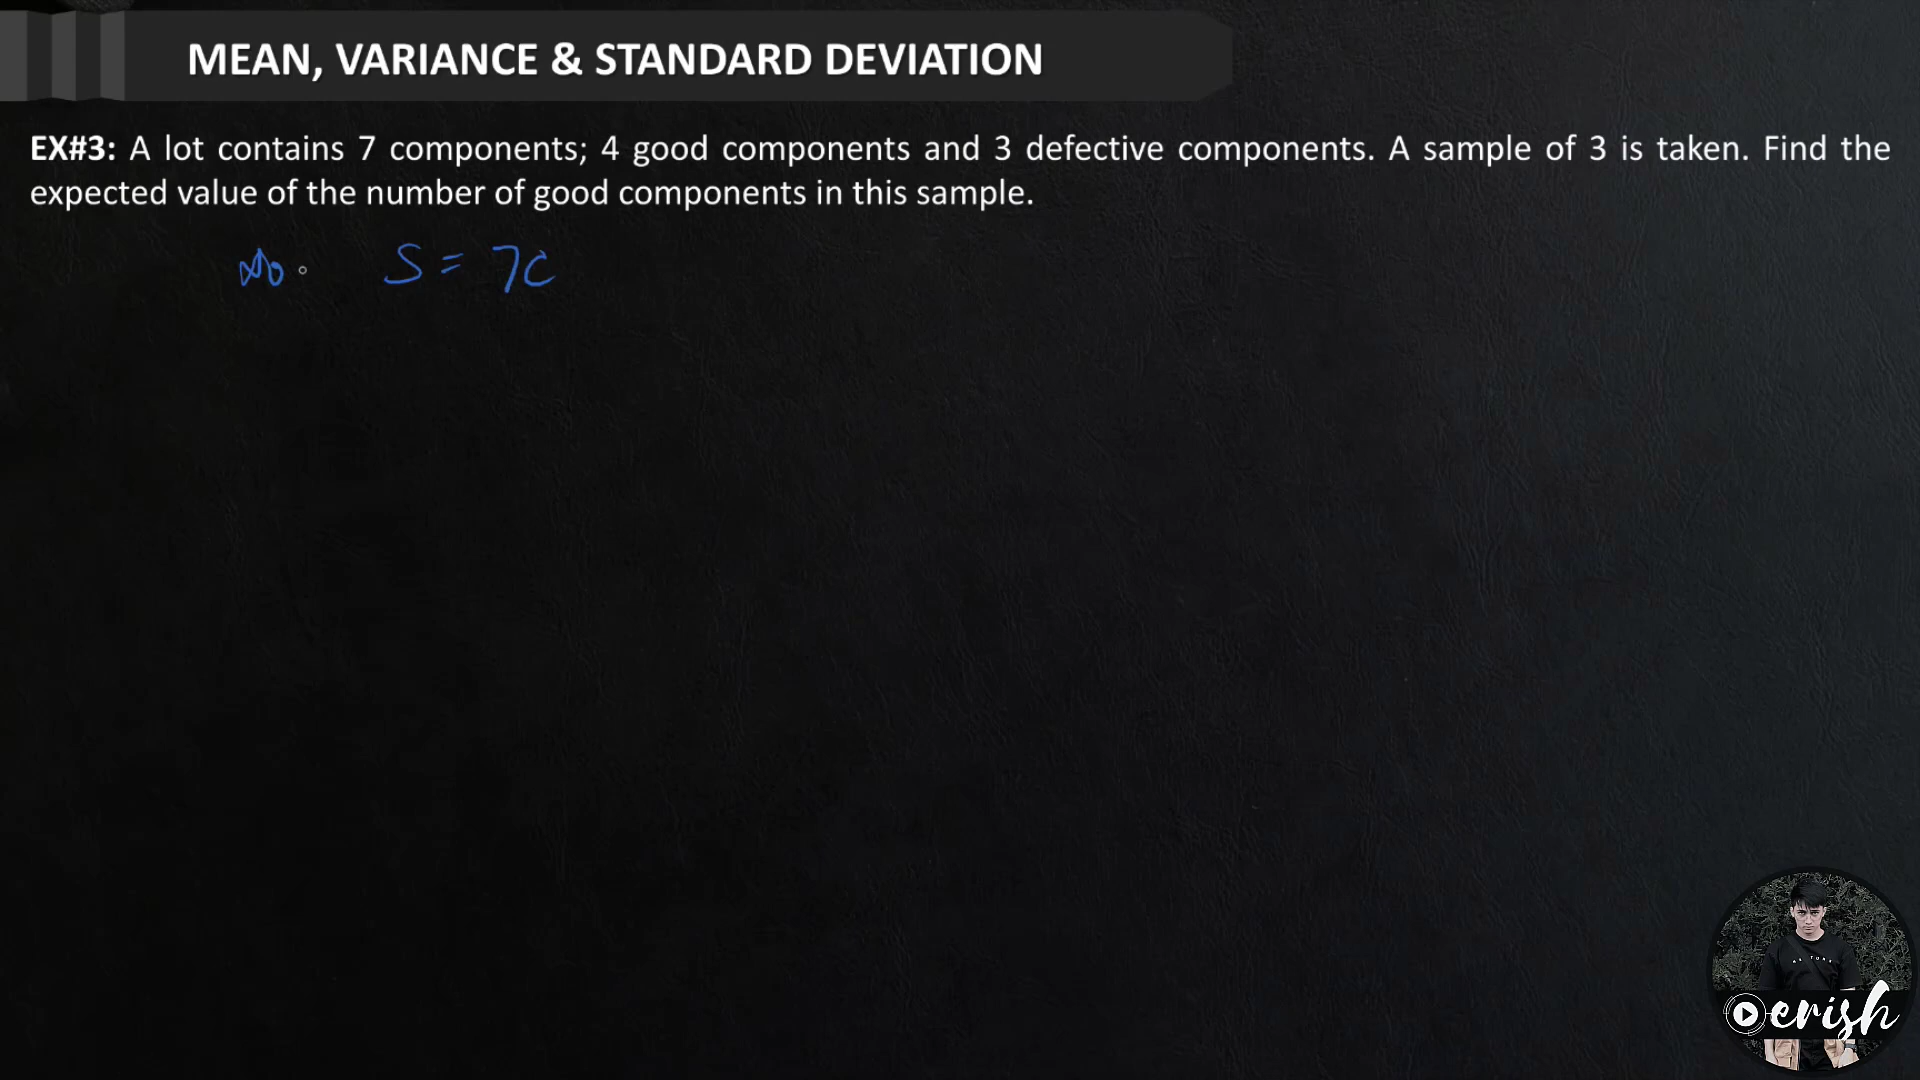 MEAN, VARIANCE & STANDARD DEVIATION
EX#3: A lot contains 7 components; 4 good components and 3 defective components. A sample of 3 is taken. Find the
expected value of the number of good components in this sample.
S = 7C
erish